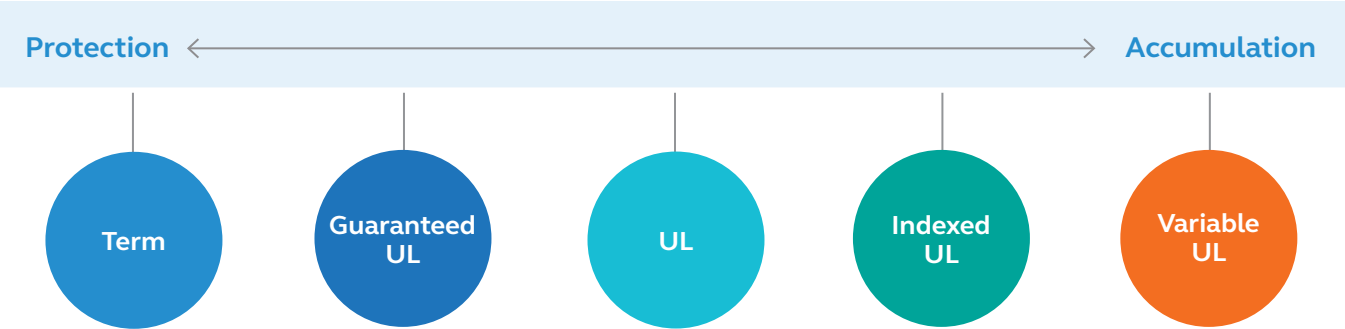 Protection
Accumulation
Term
Guaranteed
UL
UL
Indexed
UL
Variable
UL